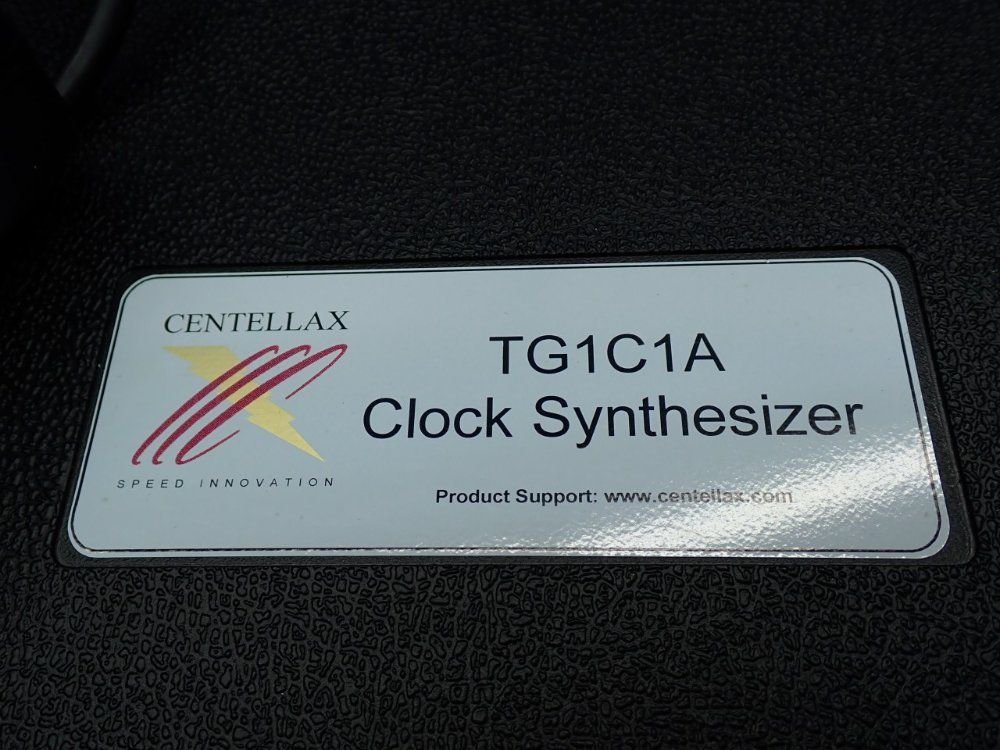 CENTELLAX
SPEED INNOVATION
TG1C1A
Clock Synthesizer
Product Support: www.centellax.com